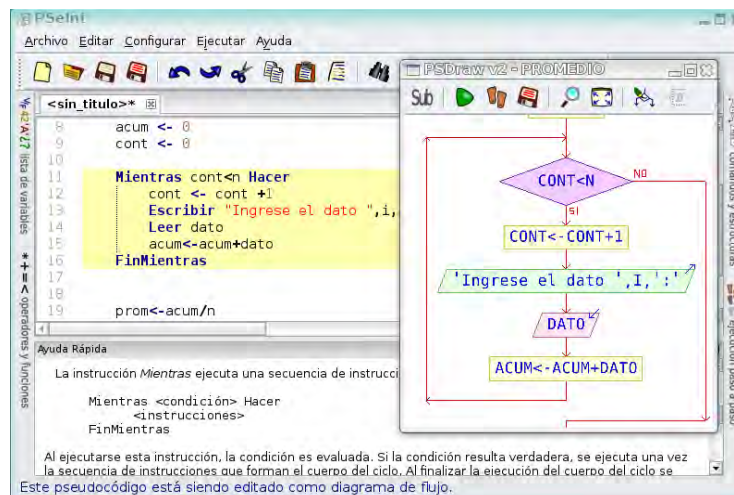 PSeInt
Archivo Editar Configurar Ejecutar Ayuda
<sin_titulo>*
lista de variables
operadores y funciones
8 acum <- 0
9 cont <- 0
10
11 Mientras cont<n Hacer
12 cont <- cont +1
13 Escribir "Ingrese el dato ",i,
14 Leer dato
15 acum<-acum+dato
16 FinMientras
17
18
19 prom<-acum/n
Ayuda Rápida
La instrucción Mientras ejecuta una secuencia de instrucci
Mientras <condición> Hacer
<instrucciones>
FinMientras
Al ejecutarse esta instrucción, la condición es evaluada. Si la condición resulta verdadera, se ejecuta una vez
la secuencia de instrucciones que forman el cuerpo del ciclo. Al finalizar la ejecución del cuerpo del ciclo se
Este pseudocódigo está siendo editado como diagrama de flujo.
PSDraw v2 - PROMEDIO
Sub
CONT<N
NO
SI
CONT<-CONT+1
'Ingrese el dato ',I,':'
DATO
ACUM<-ACUM+DATO
comandos y estructuras
ejecución paso a paso